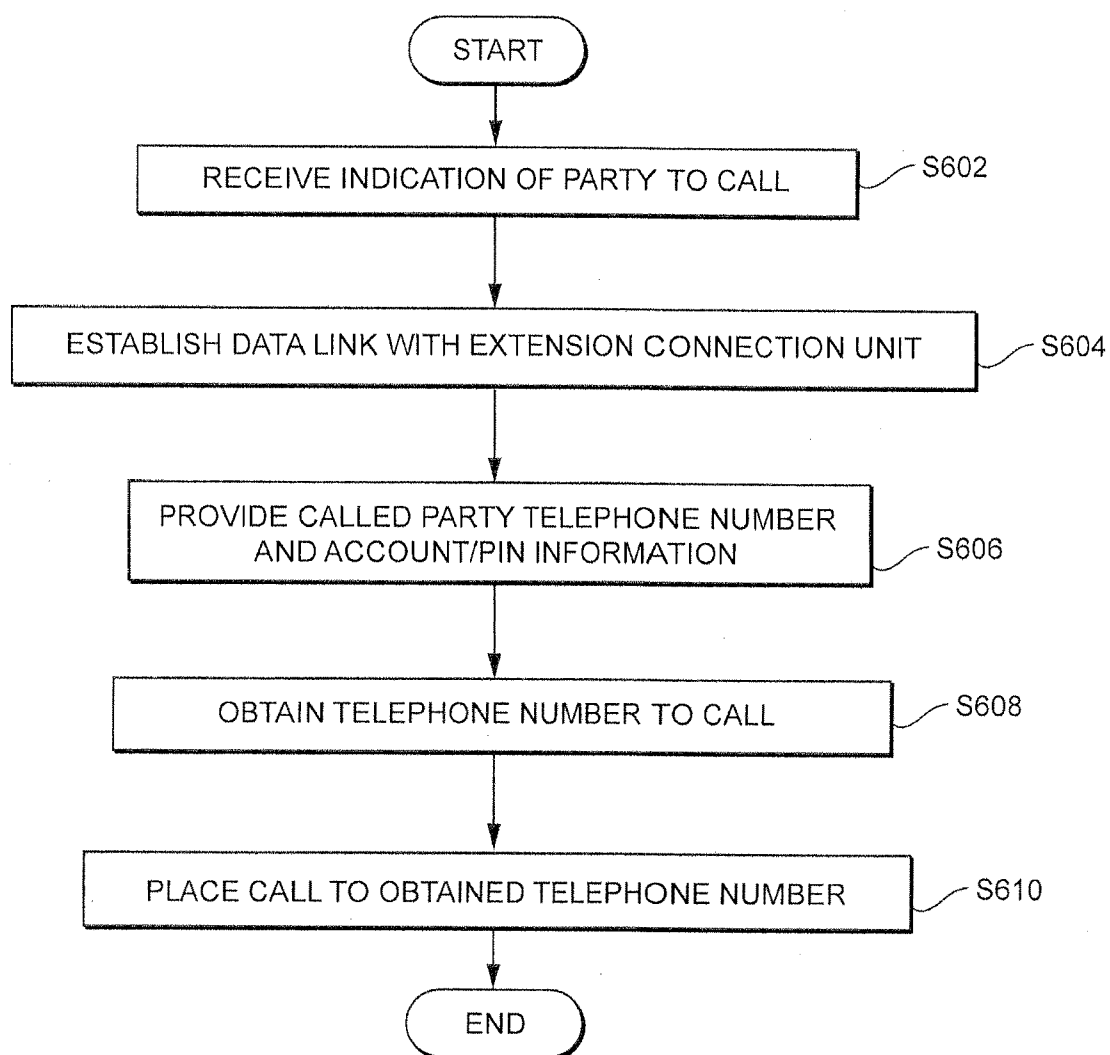 START
RECEIVE INDICATION OF PARTY TO CALL
S602
ESTABLISH DATA LINK WITH EXTENSION CONNECTION UNIT
S604
PROVIDE CALLED PARTY TELEPHONE NUMBER
AND ACCOUNT/PIN INFORMATION
S606
OBTAIN TELEPHONE NUMBER TO CALL
S608
PLACE CALL TO OBTAINED TELEPHONE NUMBER
S610
END